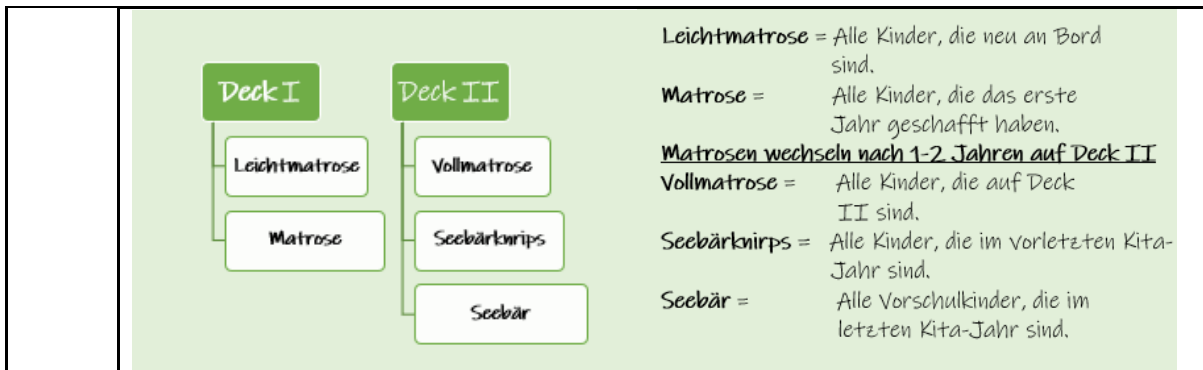 Deck I
Leichtmatrose
Matrose
Deck II
Vollmatrose
Seebärknrips
Seebär
Leichtmatrose = Alle Kinder, die neu an Bord
sind.
Matrose = Alle Kinder, die das erste
Jahr geschafft haben.
Matrosen wechseln nach 1-2 Jahren auf Deck II
Vollmatrose = Alle Kinder, die auf Deck
II sind.
Seebärknirps = Alle Kinder, die im vorletzten Kita-
Jahr sind.
Seebär = Alle Vorschulkinder, die im
letzten Kita-Jahr sind.